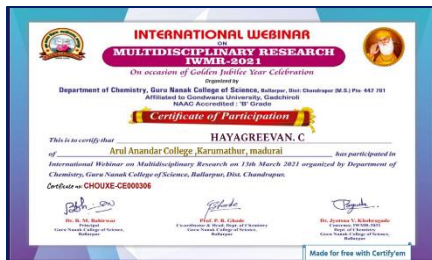 INTERNATIONAL WEBINAR
ON
MULTIDISCIPLINARY RESEARCH
IWMR-2021
On occasion of Golden Jubilee Year Celebration
Organized by
Department of Chemistry, Guru Nanak College of Science, Ballarpur, Dist: Chandrapur (M.S.) Pin- 442 701
Affiliated to Gondwana University, Gadchiroli
NAAC Accredited : 'B' Grade
Certificate of Participation
This is to certify that HAYAGREEVAN. C
of Arul Anandar College ,Karumathur, madurai has participated in
International Webinar on Multidisciplinary Research on 13th March 2021 organized by Department of
Chemistry, Guru Nanak College of Science, Ballarpur, Dist. Chandrapur.
Certificate no: CHOUXE-CE000306
Dr. B. M. Bahirwar
Principal
Guru Nanak College of Science,
Ballarpur
Prof. P. B. Ghade
Coordinator & Head, Dept. of Chemistry
Guru Nanak College of Science,
Ballarpur
Dr. Jyotsna V. Khobragade
Convener, IWMR-2021
Dept. of Chemistry
Guru Nanak College of Science,
Ballarpur
Made for free with Certify'em